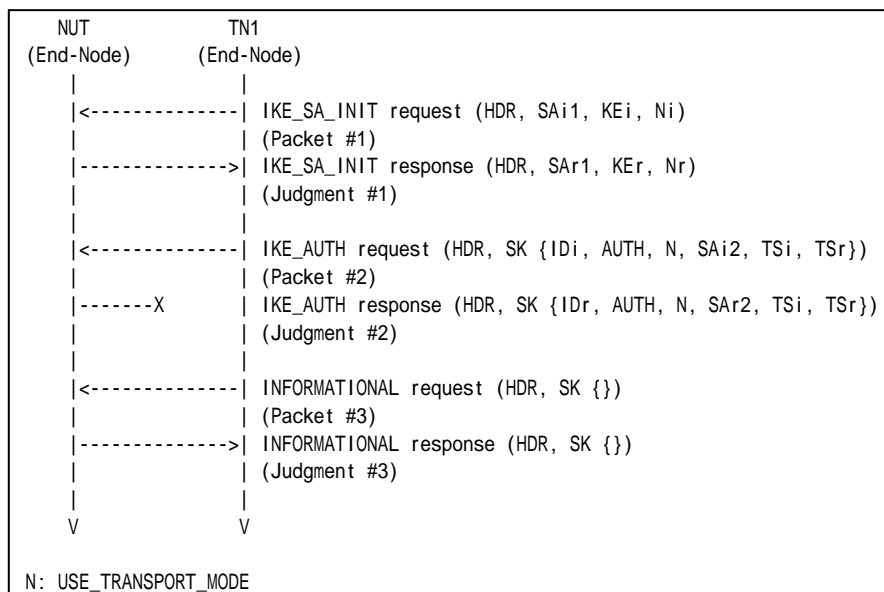 NUT TN1
(End-Node) (End-Node)
| |
|<--------------| IKE_SA_INIT request (HDR, SAi1, KEi, Ni)
| | (Packet #1)
|-------------->| IKE_SA_INIT response (HDR, SAr1, KEr, Nr)
| | (Judgment #1)
| |
|<--------------| IKE_AUTH request (HDR, SK {IDi, AUTH, N, SAi2, TSi, TSr})
| | (Packet #2)
|-------X | IKE_AUTH response (HDR, SK {IDr, AUTH, N, SAr2, TSi, TSr})
| | (Judgment #2)
| |
|<--------------| INFORMATIONAL request (HDR, SK {})
| | (Packet #3)
|-------------->| INFORMATIONAL response (HDR, SK {})
| | (Judgment #3)
| |
V V
N: USE_TRANSPORT_MODE